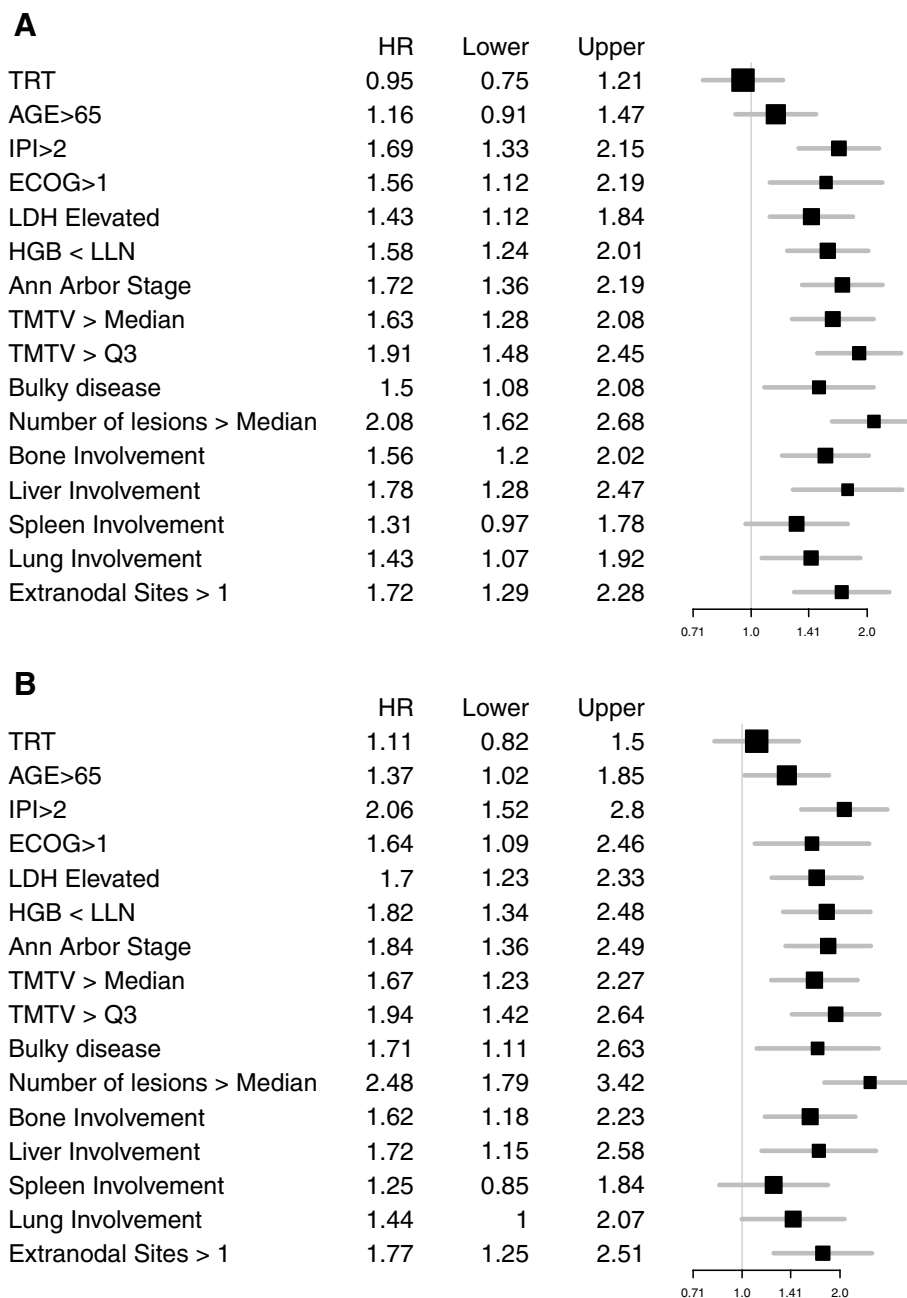 A
HR Lower Upper
TRT 0.95 0.75 1.21
AGE>65 1.16 0.91 1.47
IPI>2 1.69 1.33 2.15
ECOG>1 1.56 1.12 2.19
LDH Elevated 1.43 1.12 1.84
HGB < LLN 1.58 1.24 2.01
Ann Arbor Stage 1.72 1.36 2.19
TMTV > Median 1.63 1.28 2.08
TMTV > Q3 1.91 1.48 2.45
Bulky disease 1.5 1.08 2.08
Number of lesions > Median 2.08 1.62 2.68
Bone Involvement 1.56 1.2 2.02
Liver Involvement 1.78 1.28 2.47
Spleen Involvement 1.31 0.97 1.78
Lung Involvement 1.43 1.07 1.92
Extranodal Sites > 1 1.72 1.29 2.28
0.71 1.0 1.41 2.0
B
HR Lower Upper
TRT 1.11 0.82 1.5
AGE>65 1.37 1.02 1.85
IPI>2 2.06 1.52 2.8
ECOG>1 1.64 1.09 2.46
LDH Elevated 1.7 1.23 2.33
HGB < LLN 1.82 1.34 2.48
Ann Arbor Stage 1.84 1.36 2.49
TMTV > Median 1.67 1.23 2.27
TMTV > Q3 1.94 1.42 2.64
Bulky disease 1.71 1.11 2.63
Number of lesions > Median 2.48 1.79 3.42
Bone Involvement 1.62 1.18 2.23
Liver Involvement 1.72 1.15 2.58
Spleen Involvement 1.25 0.85 1.84
Lung Involvement 1.44 1 2.07
Extranodal Sites > 1 1.77 1.25 2.51
0.71 1.0 1.41 2.0